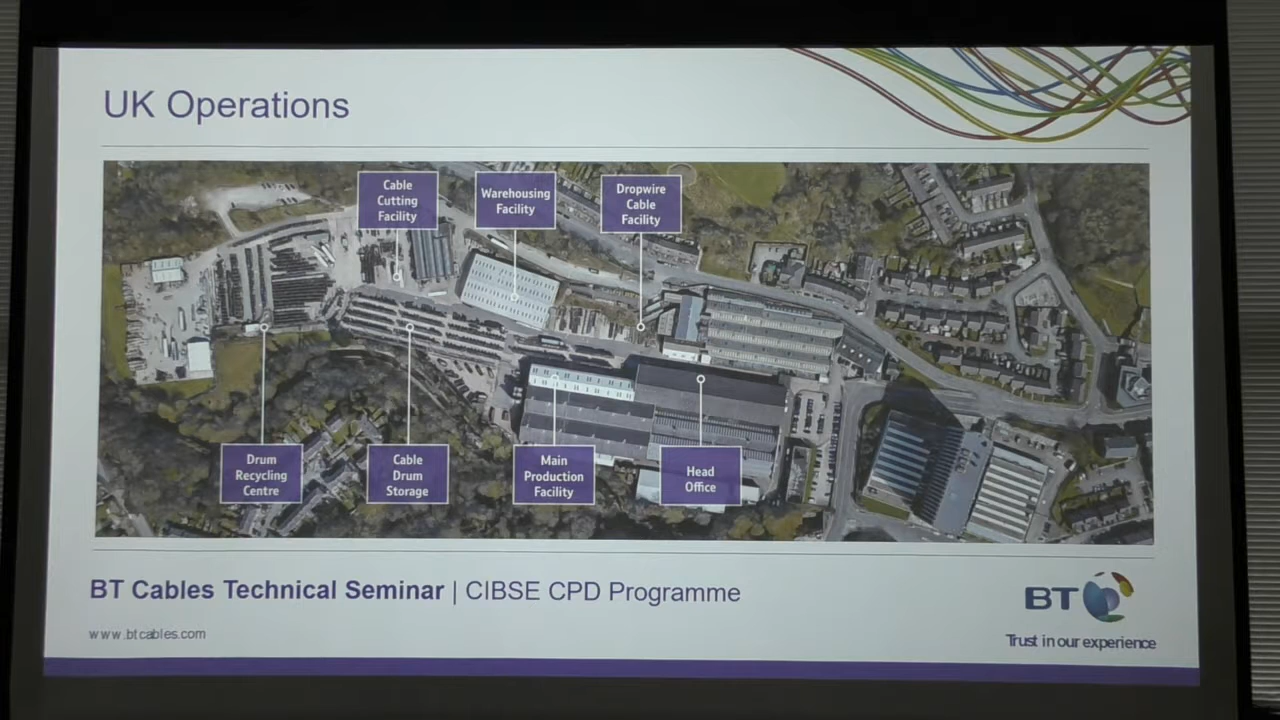 UK Operations
Cable
Cutting
Facility
Warehousing
Facility
Dropwire
Cable
Facility
Drum
Recycling
Centre
Cable
Drum
Storage
Main
Production
Facility
Head
Office
BT Cables Technical Seminar | CIBSE CPD Programme
www.btcables.com
BT
Trust in our experience